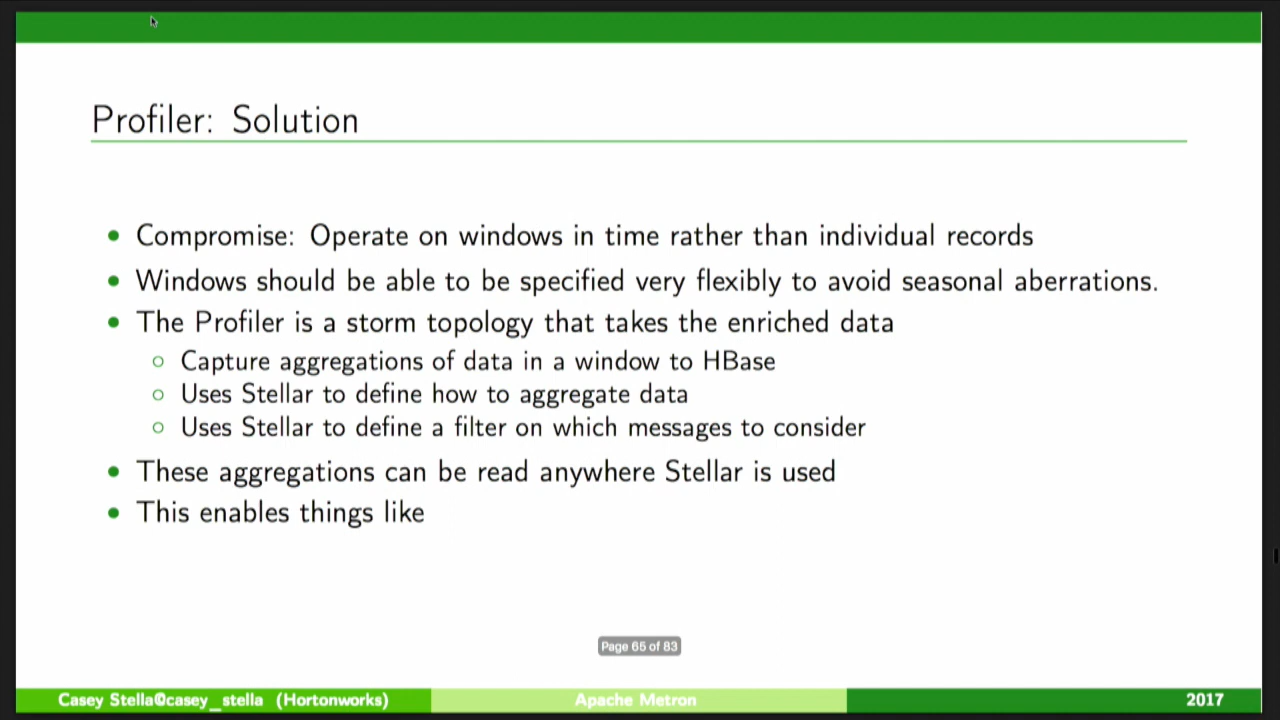 Profiler: Solution
Compromise: Operate on windows in time rather than individual records
Windows should be able to be specified very flexibly to avoid seasonal aberrations.
The Profiler is a storm topology that takes the enriched data
Capture aggregations of data in a window to HBase
Uses Stellar to define how to aggregate data
Uses Stellar to define a filter on which messages to consider
These aggregations can be read anywhere Stellar is used
This enables things like
Page 65 of 83
Casey Stella@casey_stella (Hortonworks) Apache Metron 2017